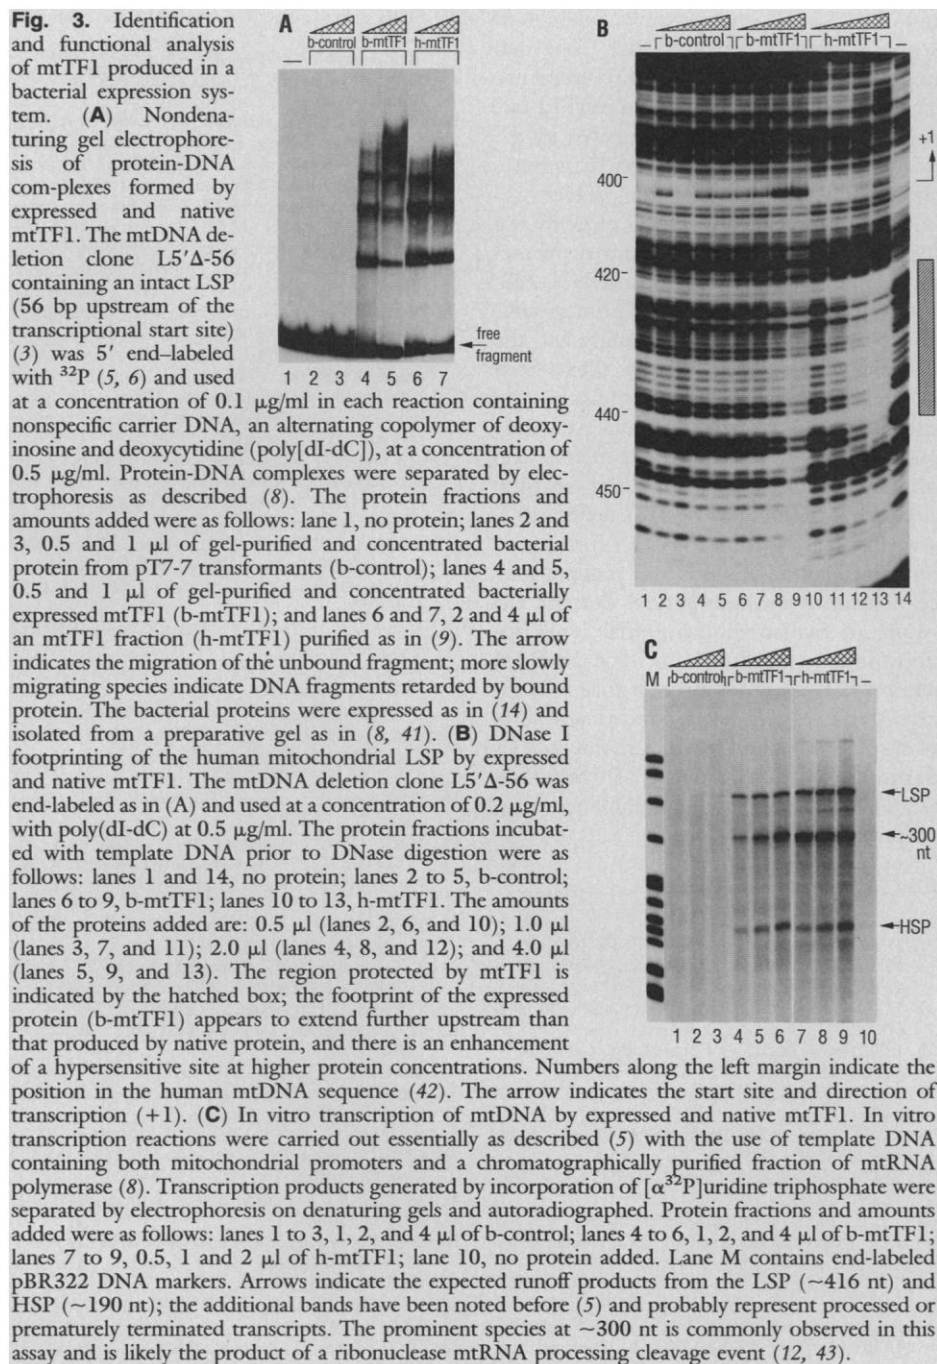 Fig. 3. Identification
and functional analysis
of mtTF1 produced in a
bacterial expression sys-
tem. (A) Nondena-
turing gel electrophore-
sis of protein-DNA
com-plexes formed by
expressed and native
mtTF1. The mtDNA de-
letion clone L5′Δ-56
containing an intact LSP
(56 bp upstream of the
transcriptional start site)
(3) was 5′ end–labeled
with ³²P (5, 6) and used
at a concentration of 0.1 μg/ml in each reaction containing
nonspecific carrier DNA, an alternating copolymer of deoxy-
inosine and deoxycytidine (poly[dI-dC]), at a concentration of
0.5 μg/ml. Protein-DNA complexes were separated by elec-
trophoresis as described (8). The protein fractions and
amounts added were as follows: lane 1, no protein; lanes 2 and
3, 0.5 and 1 μl of gel-purified and concentrated bacterial
protein from pT7-7 transformants (b-control); lanes 4 and 5,
0.5 and 1 μl of gel-purified and concentrated bacterially
expressed mtTF1 (b-mtTF1); and lanes 6 and 7, 2 and 4 μl of
an mtTF1 fraction (h-mtTF1) purified as in (9). The arrow
indicates the migration of the unbound fragment; more slowly
migrating species indicate DNA fragments retarded by bound
protein. The bacterial proteins were expressed as in (14) and
isolated from a preparative gel as in (8, 41). (B) DNase I
footprinting of the human mitochondrial LSP by expressed
and native mtTF1. The mtDNA deletion clone L5′Δ-56 was
end-labeled as in (A) and used at a concentration of 0.2 μg/ml,
with poly(dI-dC) at 0.5 μg/ml. The protein fractions incubat-
ed with template DNA prior to DNase digestion were as
follows: lanes 1 and 14, no protein; lanes 2 to 5, b-control;
lanes 6 to 9, b-mtTF1; lanes 10 to 13, h-mtTF1. The amounts
of the proteins added are: 0.5 μl (lanes 2, 6, and 10); 1.0 μl
(lanes 3, 7, and 11); 2.0 μl (lanes 4, 8, and 12); and 4.0 μl
(lanes 5, 9, and 13). The region protected by mtTF1 is
indicated by the hatched box; the footprint of the expressed
protein (b-mtTF1) appears to extend further upstream than
that produced by native protein, and there is an enhancement
of a hypersensitive site at higher protein concentrations. Numbers along the left margin indicate the
position in the human mtDNA sequence (42). The arrow indicates the start site and direction of
transcription (+1). (C) In vitro transcription of mtDNA by expressed and native mtTF1. In vitro
transcription reactions were carried out essentially as described (5) with the use of template DNA
containing both mitochondrial promoters and a chromatographically purified fraction of mtRNA
polymerase (8). Transcription products generated by incorporation of [α³²P]uridine triphosphate were
separated by electrophoresis on denaturing gels and autoradiographed. Protein fractions and amounts
added were as follows: lanes 1 to 3, 1, 2, and 4 μl of b-control; lanes 4 to 6, 1, 2, and 4 μl of b-mtTF1;
lanes 7 to 9, 0.5, 1 and 2 μl of h-mtTF1; lane 10, no protein added. Lane M contains end-labeled
pBR322 DNA markers. Arrows indicate the expected runoff products from the LSP (~416 nt) and
HSP (~190 nt); the additional bands have been noted before (5) and probably represent processed or
prematurely terminated transcripts. The prominent species at ~300 nt is commonly observed in this
assay and is likely the product of a ribonuclease mtRNA processing cleavage event (12, 43).
A
– b-control b-mtTF1 h-mtTF1
free
fragment
1 2 3 4 5 6 7
B
– b-control b-mtTF1 h-mtTF1 –
+1
400
420
440
450
1 2 3 4 5 6 7 8 9 10 11 12 13 14
C
M b-control b-mtTF1 h-mtTF1 –
LSP
~300
nt
HSP
1 2 3 4 5 6 7 8 9 10